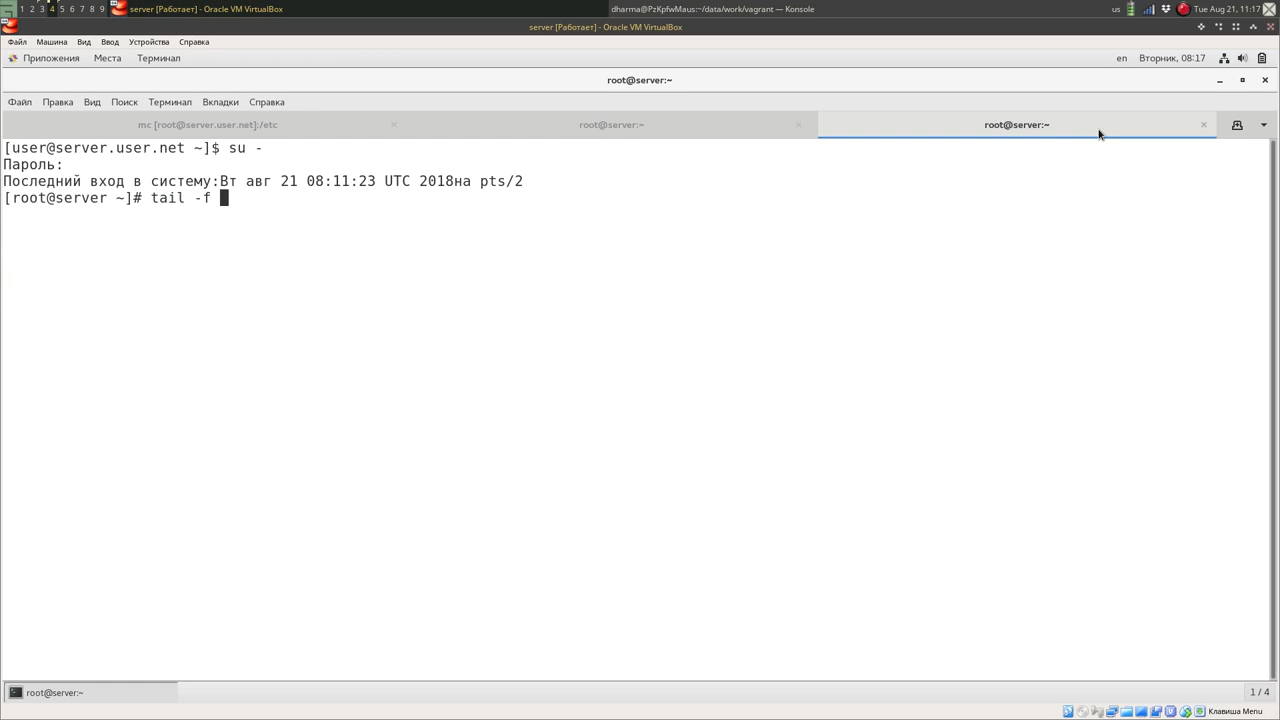 1 2 3 4 5 6 7 8 9 server [Работает] - Oracle VM VirtualBox dharma@PzKpfwMaus:~/data/work/vagrant — Konsole us Tue Aug 21, 11:17
server [Работает] - Oracle VM VirtualBox
Файл Машина Вид Ввод Устройства Справка
Приложения Места Терминал en Вторник, 08:17
root@server:~
Файл Правка Вид Поиск Терминал Вкладки Справка
mc [root@server.user.net]:/etc root@server:~ root@server:~
[user@server.user.net ~]$ su -
Пароль:
Последний вход в систему:Вт авг 21 08:11:23 UTC 2018на pts/2
[root@server ~]# tail -f
root@server:~ 1 / 4
Клавиша Menu